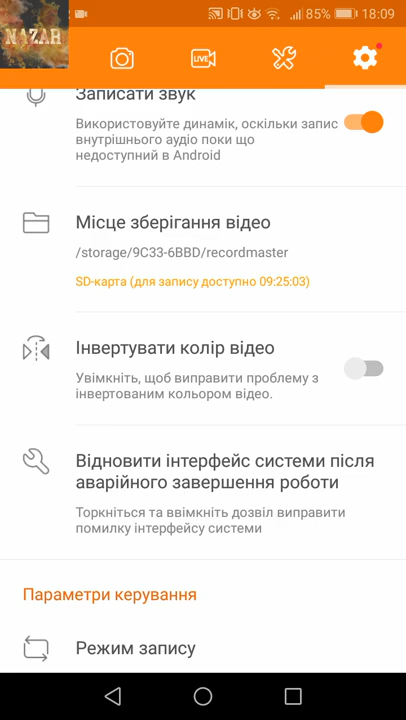 NAZAR
85%
18:09
LIVE
Записати звук
Використовуйте динамік, оскільки запис
внутрішнього аудіо поки що
недоступний в Android
Місце зберігання відео
/storage/9C33-6BBD/recordmaster
SD-карта (для запису доступно 09:25:03)
Інвертувати колір відео
Увімкніть, щоб виправити проблему з
інвертованим кольором відео.
Відновити інтерфейс системи після
аварійного завершення роботи
Торкніться та ввімкніть дозвіл виправити
помилку інтерфейсу системи
Параметри керування
Режим запису